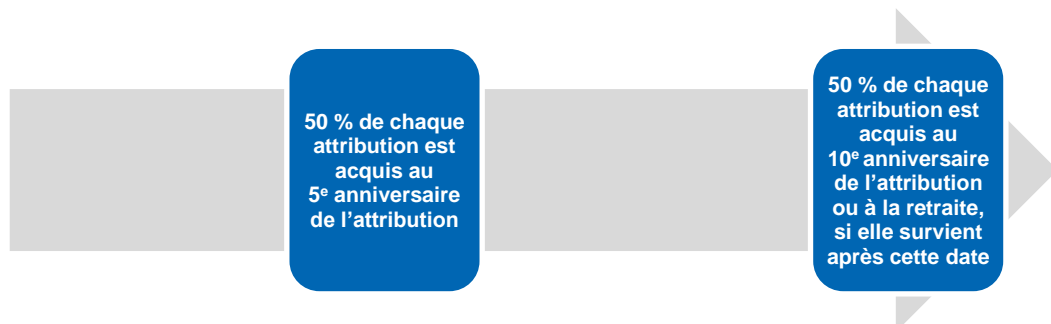 50 % de chaque
attribution est
acquis au
5e anniversaire
de l’attribution
50 % de chaque
attribution est
acquis au
10e anniversaire
de l’attribution
ou à la retraite,
si elle survient
après cette date